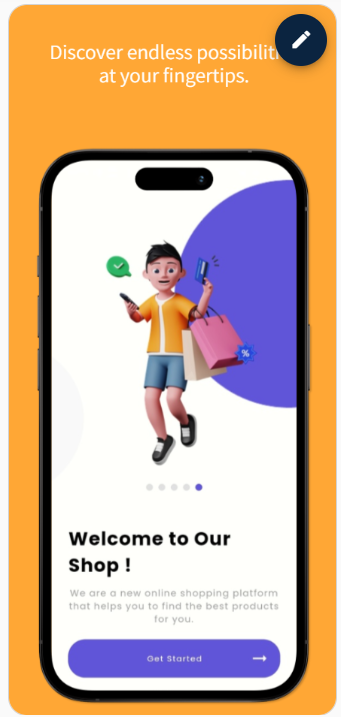 Discover endless possibiliti
at your fingertips.
%
Welcome to Our
Shop !
We are a new online shopping platform
that helps you to find the best products
for you.
Get Started